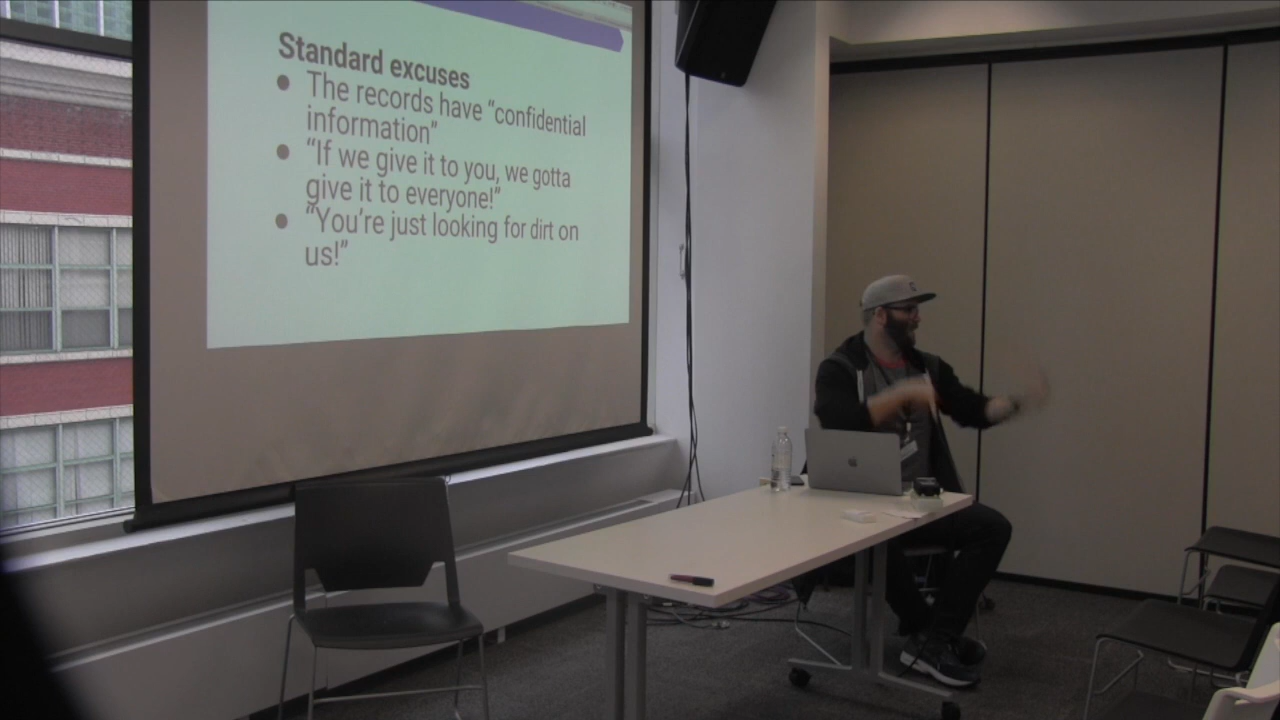 Standard excuses
● The records have “confidential
information”
● “If we give it to you, we gotta
give it to everyone!”
● “You’re just looking for dirt on
us!”